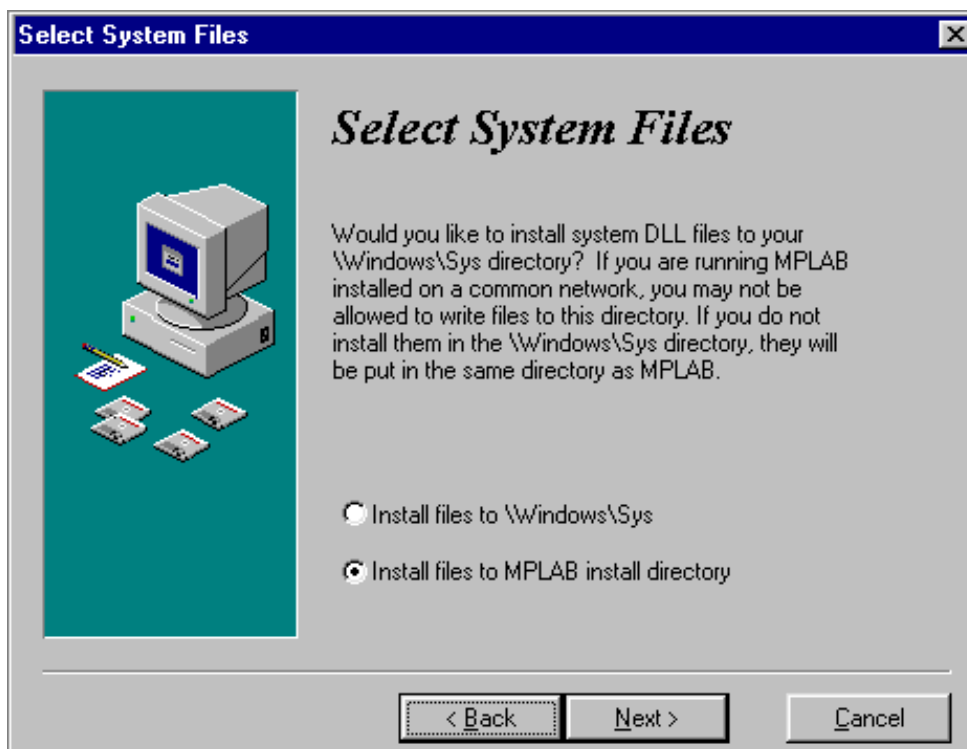 Select System Files
Select System Files
Would you like to install system DLL files to your
\Windows\Sys directory?  If you are running MPLAB
installed on a common network, you may not be
allowed to write files to this directory. If you do not
install them in the \Windows\Sys directory, they will
be put in the same directory as MPLAB.
Install files to \Windows\Sys
Install files to MPLAB install directory
< Back
Next >
Cancel